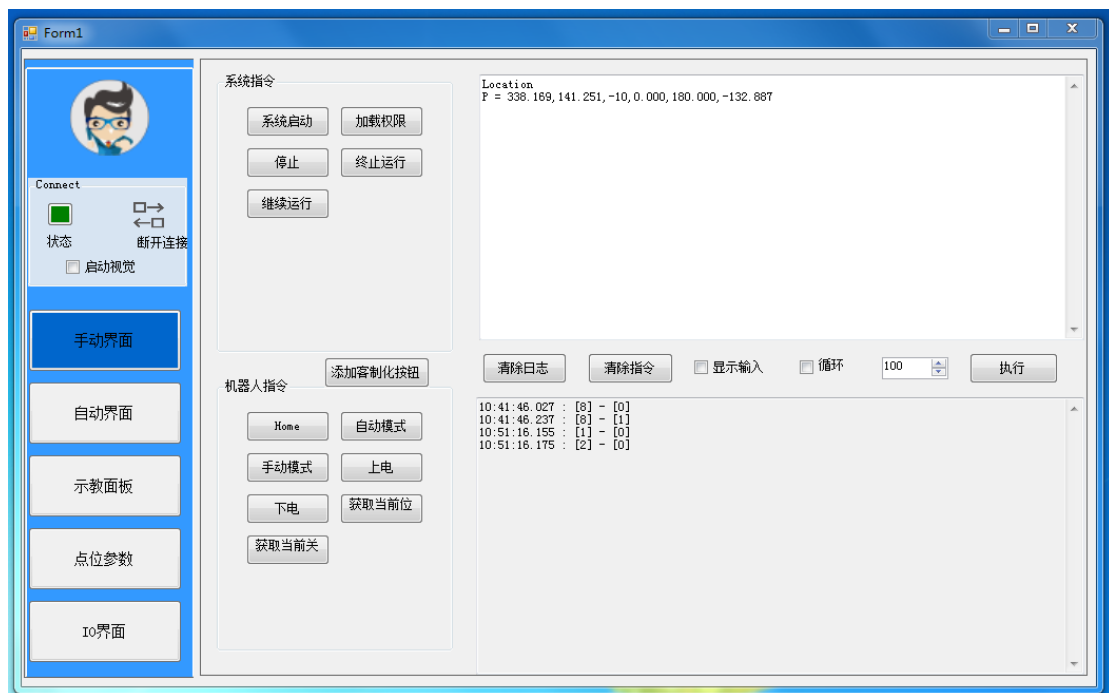 Form1
Connect
状态
断开连接
启动视觉
手动界面
自动界面
示教面板
点位参数
IO界面
系统指令
系统启动
加载权限
停止
终止运行
继续运行
添加客制化按钮
机器人指令
Home
自动模式
手动模式
上电
下电
获取当前位
获取当前关
Location
P = 338.169,141.251,-10,0.000,180.000,-132.887
清除日志
清除指令
显示输入
循环
100
执行
10:41:46.027 : [8] - [0]
10:41:46.237 : [8] - [1]
10:51:16.155 : [1] - [0]
10:51:16.175 : [2] - [0]